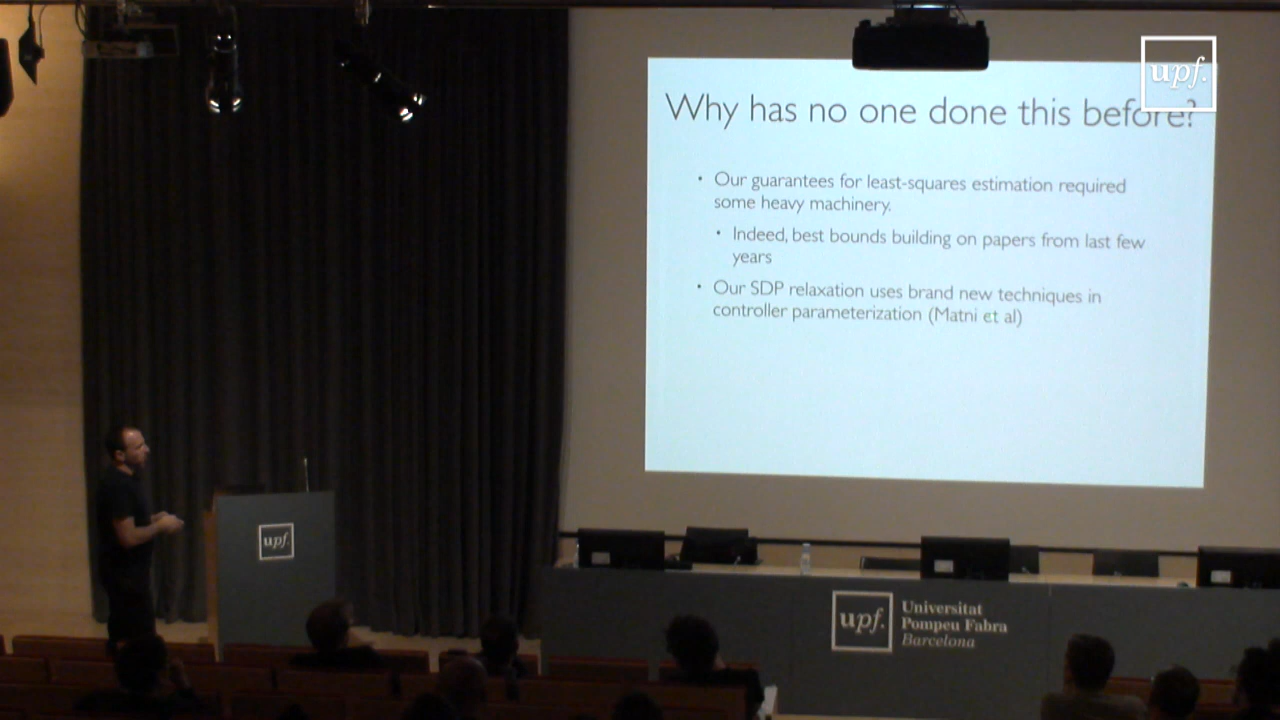 upf.
Why has no one done this before?
• Our guarantees for least-squares estimation required
some heavy machinery.
• Indeed, best bounds building on papers from last few
years
• Our SDP relaxation uses brand new techniques in
controller parameterization (Matni et al)
upf.
upf.
Universitat
Pompeu Fabra
Barcelona